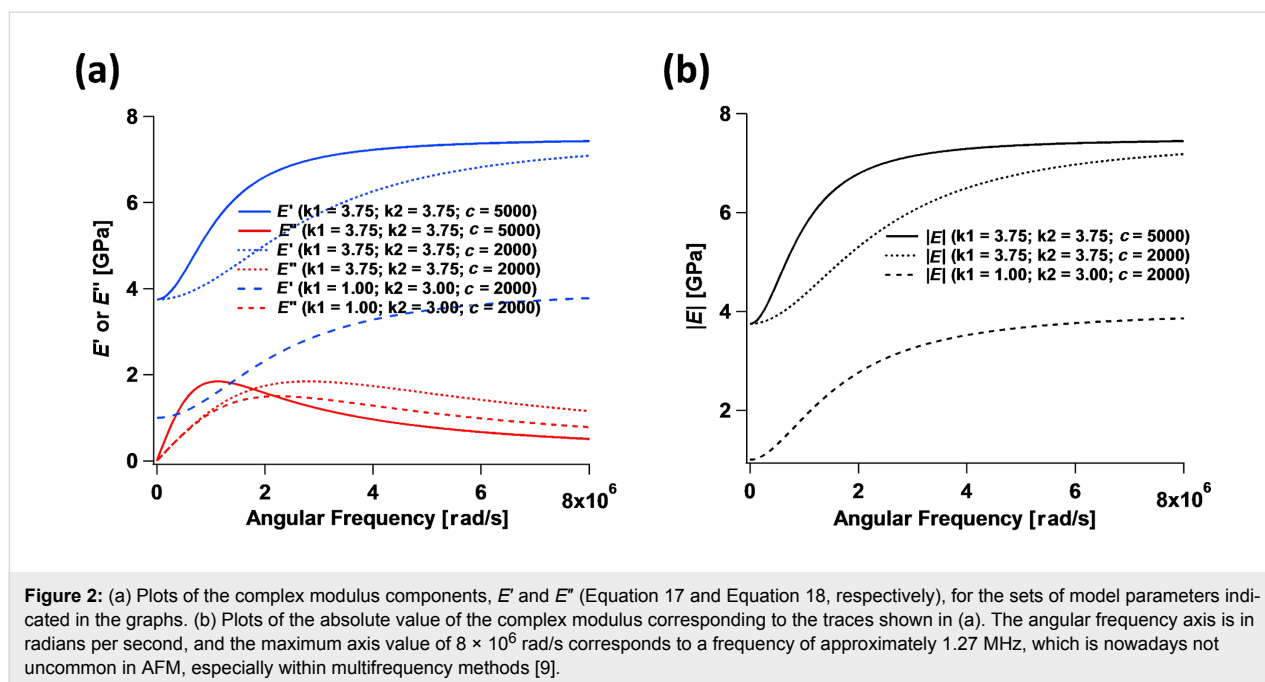 (a)
8
6
4
2
0
E' or E" [GPa]
E' (k1 = 3.75; k2 = 3.75; c = 5000)
E" (k1 = 3.75; k2 = 3.75; c = 5000)
E' (k1 = 3.75; k2 = 3.75; c = 2000)
E" (k1 = 3.75; k2 = 3.75; c = 2000)
E' (k1 = 1.00; k2 = 3.00; c = 2000)
E" (k1 = 1.00; k2 = 3.00; c = 2000)
0 2 4 6 8x10⁶
Angular Frequency [rad/s]
(b)
8
6
4
2
|E| [GPa]
|E| (k1 = 3.75; k2 = 3.75; c = 5000)
|E| (k1 = 3.75; k2 = 3.75; c = 2000)
|E| (k1 = 1.00; k2 = 3.00; c = 2000)
0 2 4 6 8x10⁶
Angular Frequency [rad/s]
Figure 2: (a) Plots of the complex modulus components, E' and E" (Equation 17 and Equation 18, respectively), for the sets of model parameters indi-
cated in the graphs. (b) Plots of the absolute value of the complex modulus corresponding to the traces shown in (a). The angular frequency axis is in
radians per second, and the maximum axis value of 8 × 10⁶ rad/s corresponds to a frequency of approximately 1.27 MHz, which is nowadays not
uncommon in AFM, especially within multifrequency methods [9].